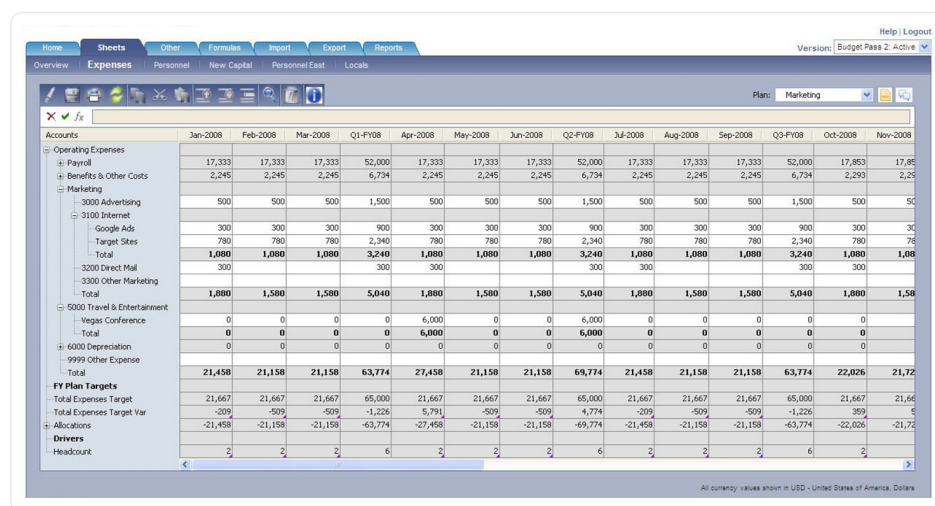 Help | Logout
Home Sheets Other Formulas Import Export Reports Version: Budget Pass 2: Active
Overview Expenses Personnel New Capital Personnel East Locals
Plan: Marketing
fx
Accounts Jan-2008 Feb-2008 Mar-2008 Q1-FY08 Apr-2008 May-2008 Jun-2008 Q2-FY08 Jul-2008 Aug-2008 Sep-2008 Q3-FY08 Oct-2008 Nov-2008
Operating Expenses
Payroll 17,333 17,333 17,333 52,000 17,333 17,333 17,333 52,000 17,333 17,333 17,333 52,000 17,853 17,85
Benefits & Other Costs 2,245 2,245 2,245 6,734 2,245 2,245 2,245 6,734 2,245 2,245 2,245 6,734 2,293 2,29
Marketing
3000 Advertising 500 500 500 1,500 500 500 500 1,500 500 500 500 1,500 500 50
3100 Internet
Google Ads 300 300 300 900 300 300 300 900 300 300 300 900 300 30
Target Sites 780 780 780 2,340 780 780 780 2,340 780 780 780 2,340 780 78
Total 1,080 1,080 1,080 3,240 1,080 1,080 1,080 3,240 1,080 1,080 1,080 3,240 1,080 1,08
3200 Direct Mail 300 300 300 300 300 300 300
3300 Other Marketing
Total 1,880 1,580 1,580 5,040 1,880 1,580 1,580 5,040 1,880 1,580 1,580 5,040 1,880 1,58
5000 Travel & Entertainment
Vegas Conference 0 0 0 0 6,000 0 0 6,000 0 0 0 0 0
Total 0 0 0 0 6,000 0 0 6,000 0 0 0 0 0
6000 Depreciation 0 0 0 0 0 0 0 0 0 0 0 0 0
9999 Other Expense
Total 21,458 21,158 21,158 63,774 27,458 21,158 21,158 69,774 21,458 21,158 21,158 63,774 22,026 21,72
FY Plan Targets
Total Expenses Target 21,667 21,667 21,667 65,000 21,667 21,667 21,667 65,000 21,667 21,667 21,667 65,000 21,667 21,66
Total Expenses Target Var -209 -509 -509 -1,226 5,791 -509 -509 4,774 -209 -509 -509 -1,226 359 5
Allocations -21,458 -21,158 -21,158 -63,774 -27,458 -21,158 -21,158 -69,774 -21,458 -21,158 -21,158 -63,774 -22,026 -21,72
Drivers
Headcount 2 2 2 6 2 2 2 6 2 2 2 6 2
All currency values shown in USD - United States of America, Dollars